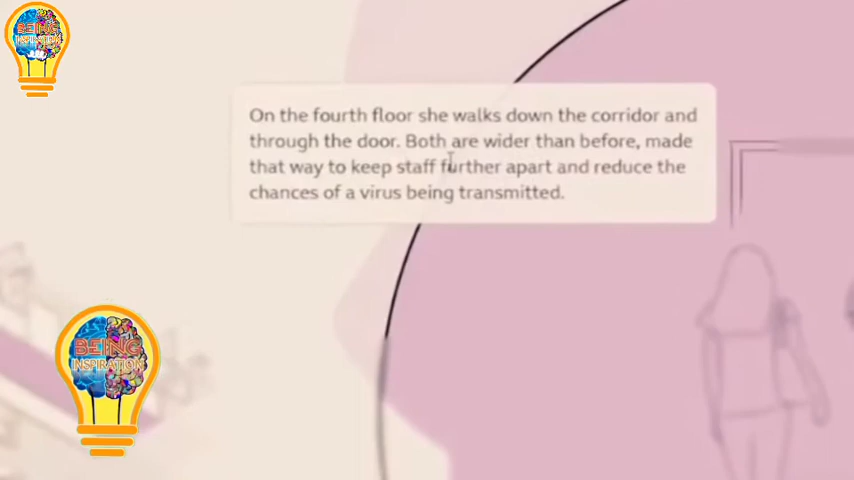 BEING
INSPIRATION
On the fourth floor she walks down the corridor and
through the door. Both are wider than before, made
that way to keep staff further apart and reduce the
chances of a virus being transmitted.
BEING
INSPIRATION